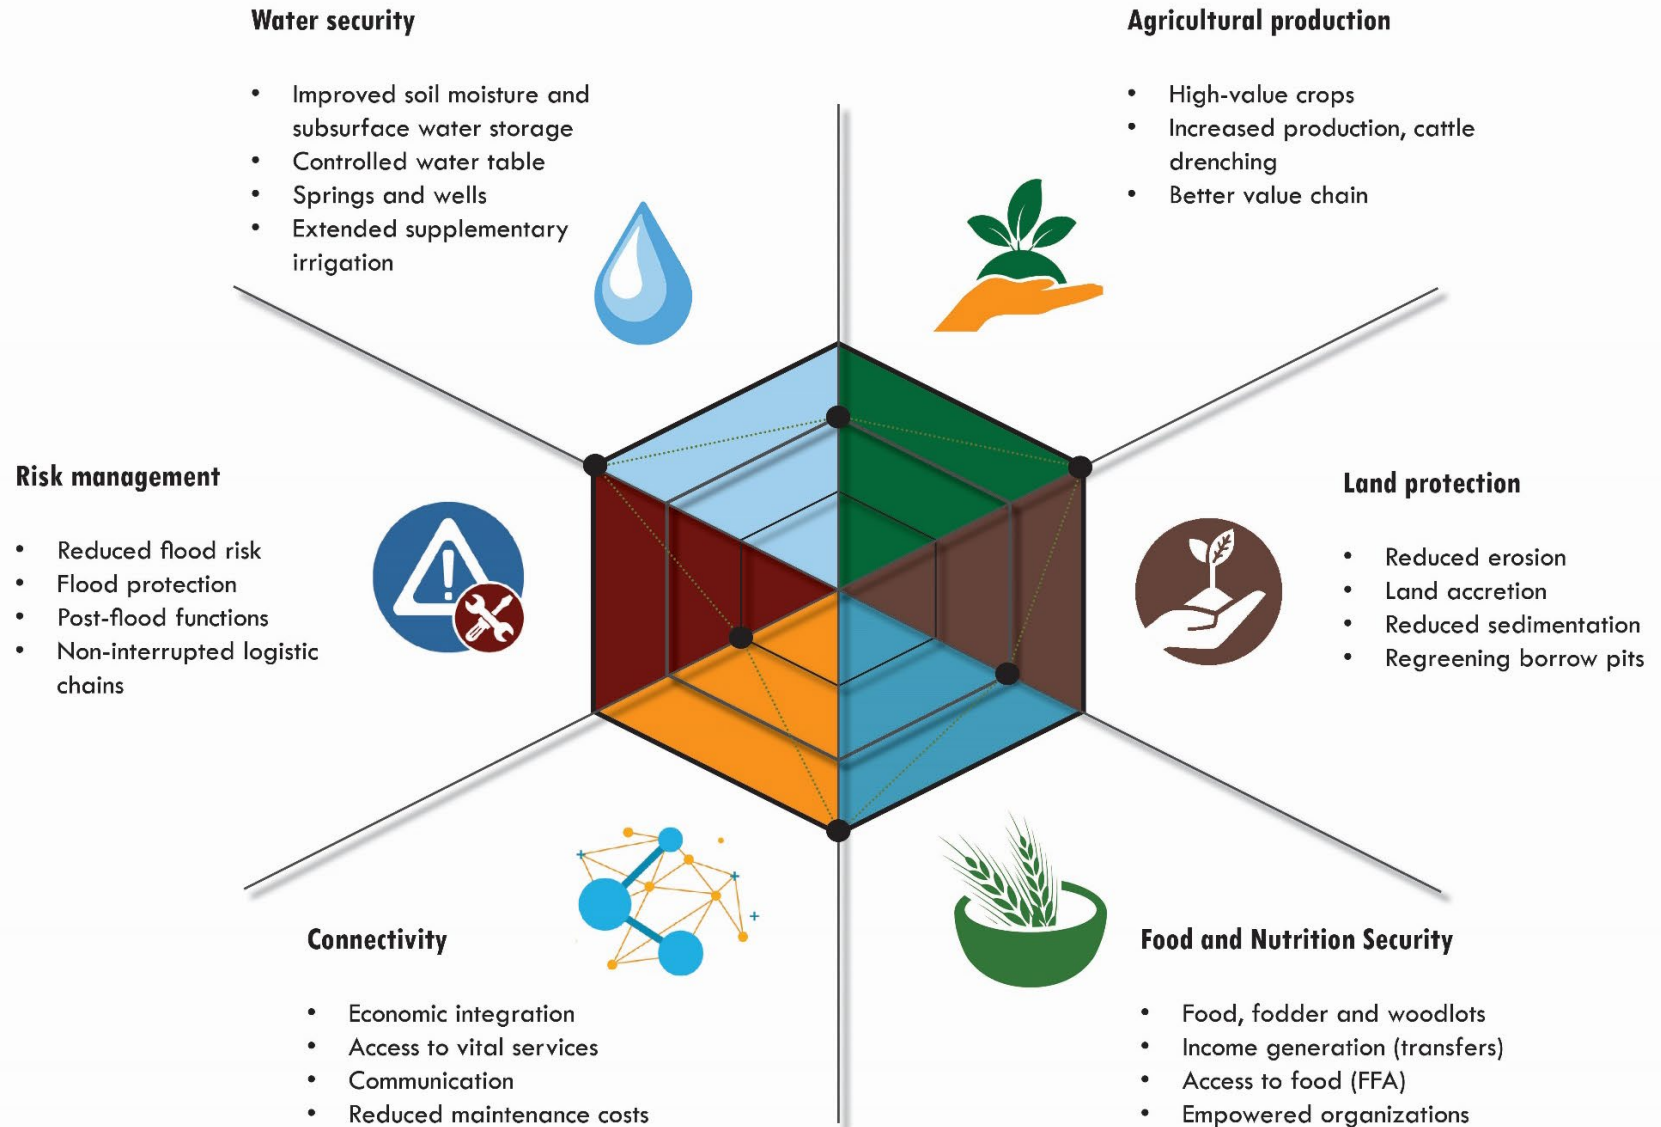 Water security
• Improved soil moisture and
subsurface water storage
• Controlled water table
• Springs and wells
• Extended supplementary
irrigation
Agricultural production
• High-value crops
• Increased production, cattle
drenching
• Better value chain
Risk management
• Reduced flood risk
• Flood protection
• Post-flood functions
• Non-interrupted logistic
chains
Land protection
• Reduced erosion
• Land accretion
• Reduced sedimentation
• Regreening borrow pits
Connectivity
• Economic integration
• Access to vital services
• Communication
• Reduced maintenance costs
Food and Nutrition Security
• Food, fodder and woodlots
• Income generation (transfers)
• Access to food (FFA)
• Empowered organizations